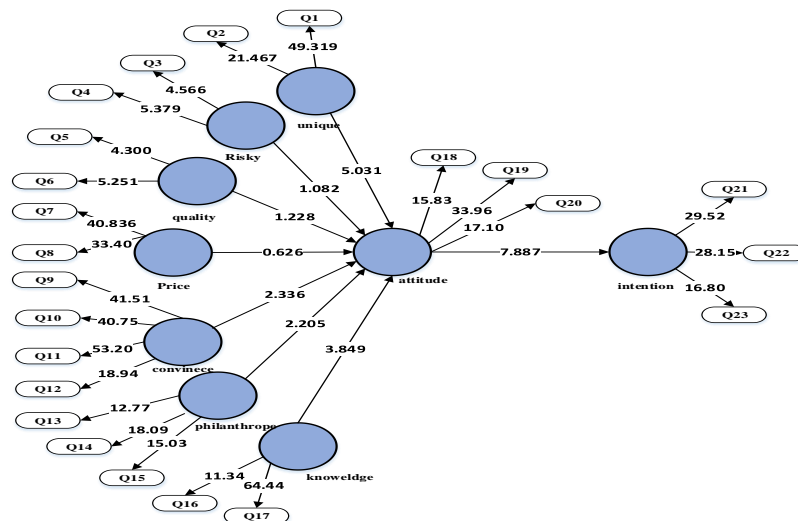 Q1
Q2
49.319
21.467
Q3
4.566
Q4
5.379
unique
Q5
Risky
4.300
5.031
Q18
Q19
Q6
5.251
1.082
15.83
33.96
Q20
Q21
Q7
quality
1.228
17.10
29.52
40.836
33.40
Q8
0.626
7.887
28.15
Q22
Q9
Price
attitude
intention
41.51
2.336
16.80
Q10
40.75
2.205
Q23
Q11
53.20
3.849
18.94
convinece
Q12
12.77
Q13
18.09
philanthrope
Q14
15.03
Q15
11.34
knoweldge
64.44
Q16
Q17